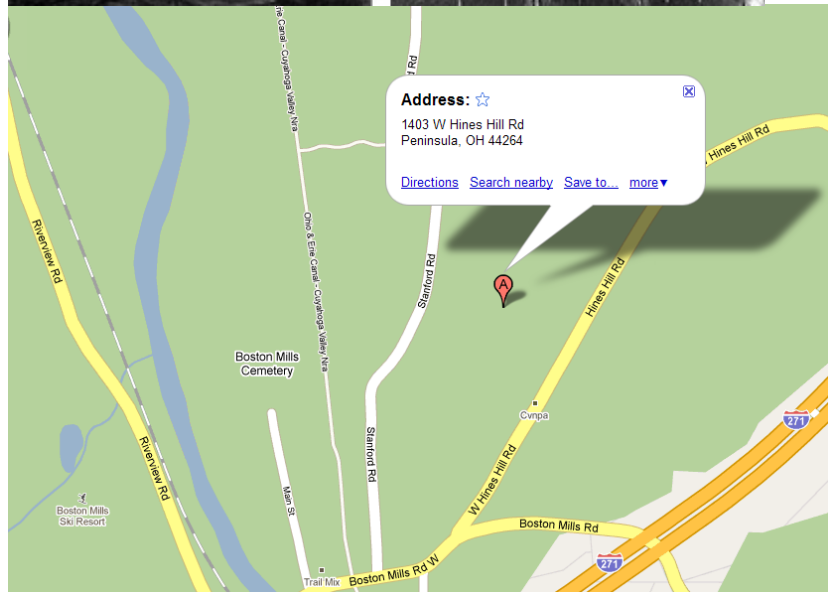 Address:
1403 W Hines Hill Rd
Peninsula, OH 44264
Directions Search nearby Save to... more▼
rie Canal - Cuyahoga Valley Nra
d Rd
Hines Hill Rd
Riverview Rd
Ohio & Erie Canal - Cuyahoga Valley Nra
Stanford Rd
Hines Hill Rd
Boston Mills
Cemetery
Cvnpa
271
Riverview Rd
Stanford Rd
W Hines Hill Rd
Boston Mills
Ski Resort
Main St
Boston Mills Rd
271
Trail Mix
Boston Mills Rd W
A